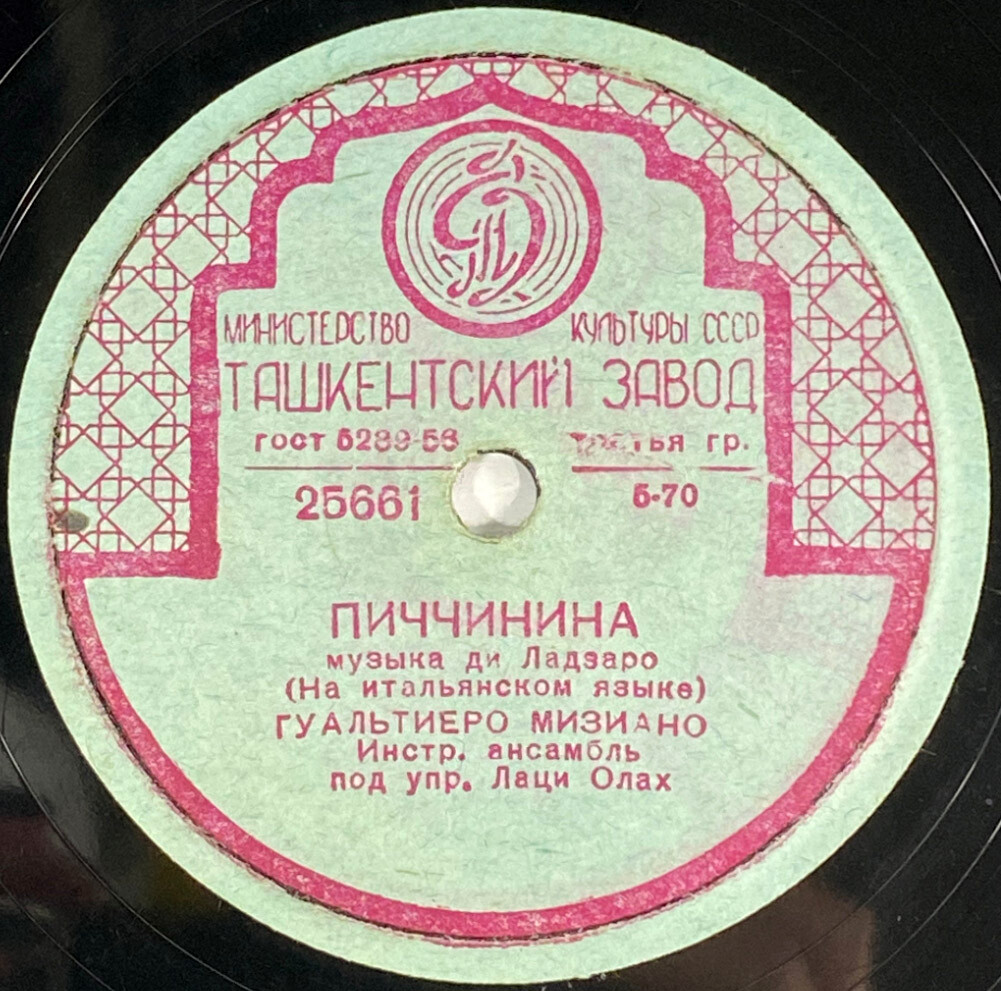 МИНИСТЕРСТВО КУЛЬТУРЫ СССР
ТАШКЕНТСКИЙ ЗАВОД
ГОСТ 5289-56 третья гр.
25661 5-70
ПИЧЧИНИНА
музыка ди Ладзаро
(На итальянском языке)
ГУАЛЬТИЕРО МИЗИАНО
Инстр. ансамбль
под упр. Лаци Олах